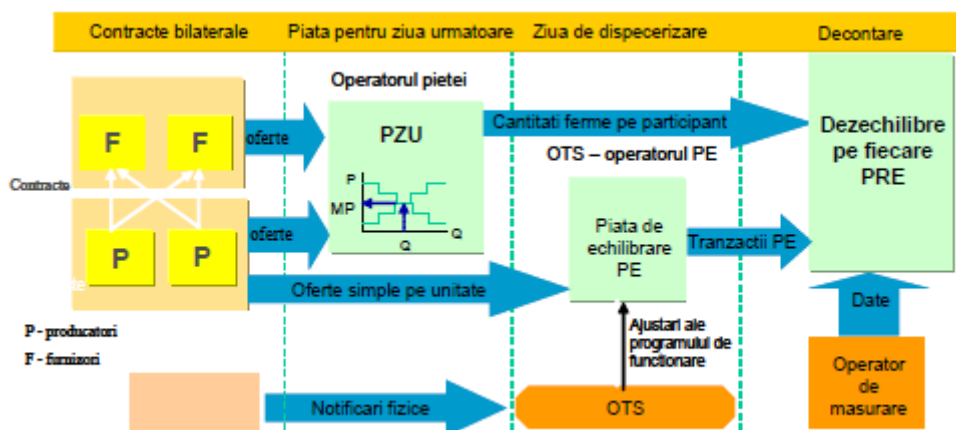 Contracte bilaterale
Piata pentru ziua urmatoare
Ziua de dispecerizare
Decontare
Operatorul pietei
F
F
oferte
PZU
Cantitati ferme pe participant
Dezechilibre
pe fiecare
PRE
OTS – operatorul PE
Contracte
P
MP
Q
Q
P
P
oferte
Piata de
echilibrare
PE
Tranzactii PE
Oferte simple pe unitate
Date
P - producatori
F - furnizori
Ajustari ale
programului de
functionare
Operator
de
masurare
Notificari fizice
OTS